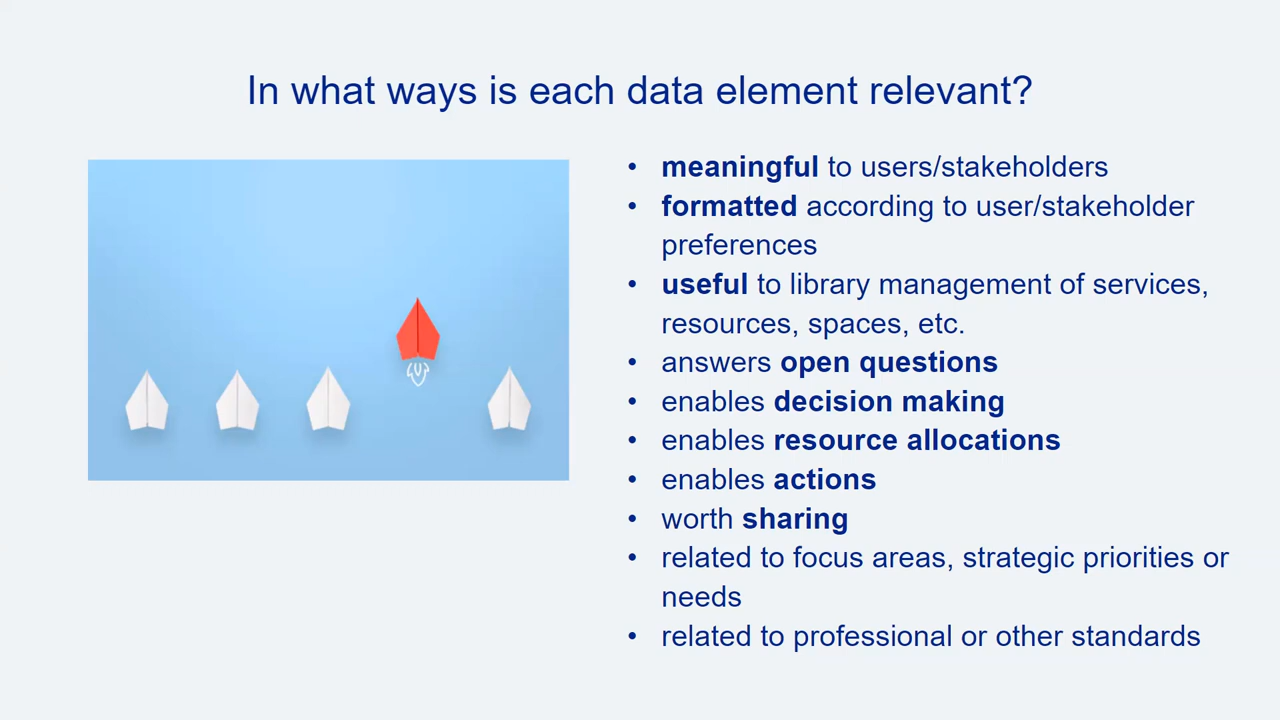 In what ways is each data element relevant?
• meaningful to users/stakeholders
• formatted according to user/stakeholder
preferences
• useful to library management of services,
resources, spaces, etc.
• answers open questions
• enables decision making
• enables resource allocations
• enables actions
• worth sharing
• related to focus areas, strategic priorities or
needs
• related to professional or other standards